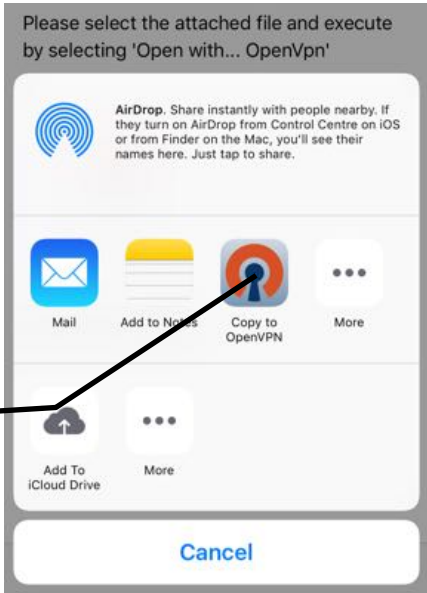 Please select the attached file and execute
by selecting 'Open with... OpenVpn'
AirDrop. Share instantly with people nearby. If
they turn on AirDrop from Control Centre on iOS
or from Finder on the Mac, you'll see their
names here. Just tap to share.
Mail
Add to Notes
Copy to
OpenVPN
More
Add To
iCloud Drive
More
Cancel